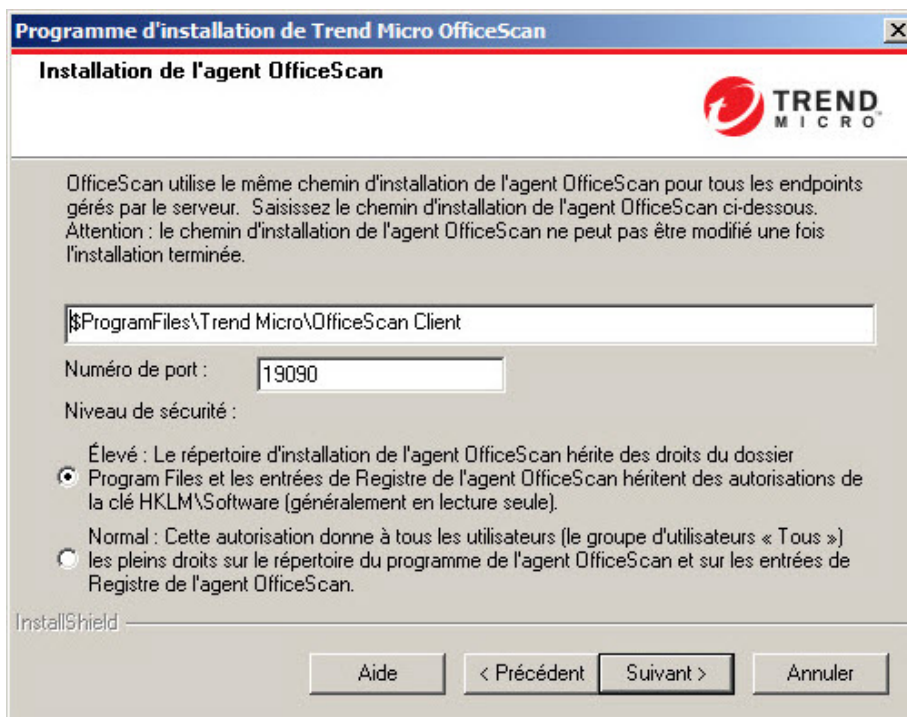 Programme d'installation de Trend Micro OfficeScan
Installation de l'agent OfficeScan
TREND
MICRO
OfficeScan utilise le même chemin d'installation de l'agent OfficeScan pour tous les endpoints
gérés par le serveur.  Saisissez le chemin d'installation de l'agent OfficeScan ci-dessous.
Attention : le chemin d'installation de l'agent OfficeScan ne peut pas être modifié une fois
l'installation terminée.
$ProgramFiles\Trend Micro\OfficeScan Client
Numéro de port :
19090
Niveau de sécurité :
Élevé : Le répertoire d'installation de l'agent OfficeScan hérite des droits du dossier
Program Files et les entrées de Registre de l'agent OfficeScan héritent des autorisations de
la clé HKLM\Software (généralement en lecture seule).
Normal : Cette autorisation donne à tous les utilisateurs (le groupe d'utilisateurs « Tous »)
les pleins droits sur le répertoire du programme de l'agent OfficeScan et sur les entrées de
Registre de l'agent OfficeScan.
InstallShield
Aide
< Précédent
Suivant >
Annuler